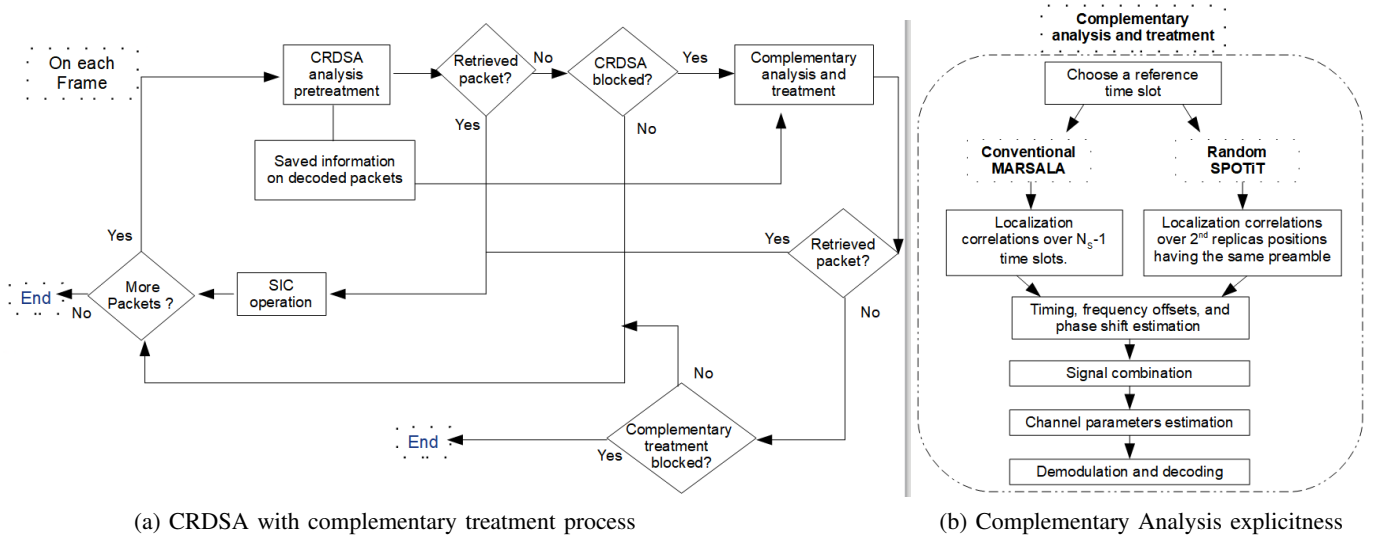 On each
Frame
CRDSA
analysis
pretreatment
Retrieved
packet?
No
CRDSA
blocked?
Yes
Complementary
analysis and
treatment
Yes
No
Saved information
on decoded packets
Yes
Yes
Retrieved
packet?
More
Packets ?
SIC
operation
End
No
No
No
Complementary
treatment
blocked?
Yes
End
(a) CRDSA with complementary treatment process
Complementary
analysis and treatment
Choose a reference
time slot
Conventional
MARSALA
Random
SPOTiT
Localization
correlations over NS-1
time slots.
Localization correlations
over 2nd replicas positions
having the same preamble
Timing, frequency offsets, and
phase shift estimation
Signal combination
Channel parameters estimation
Demodulation and decoding
(b) Complementary Analysis explicitness